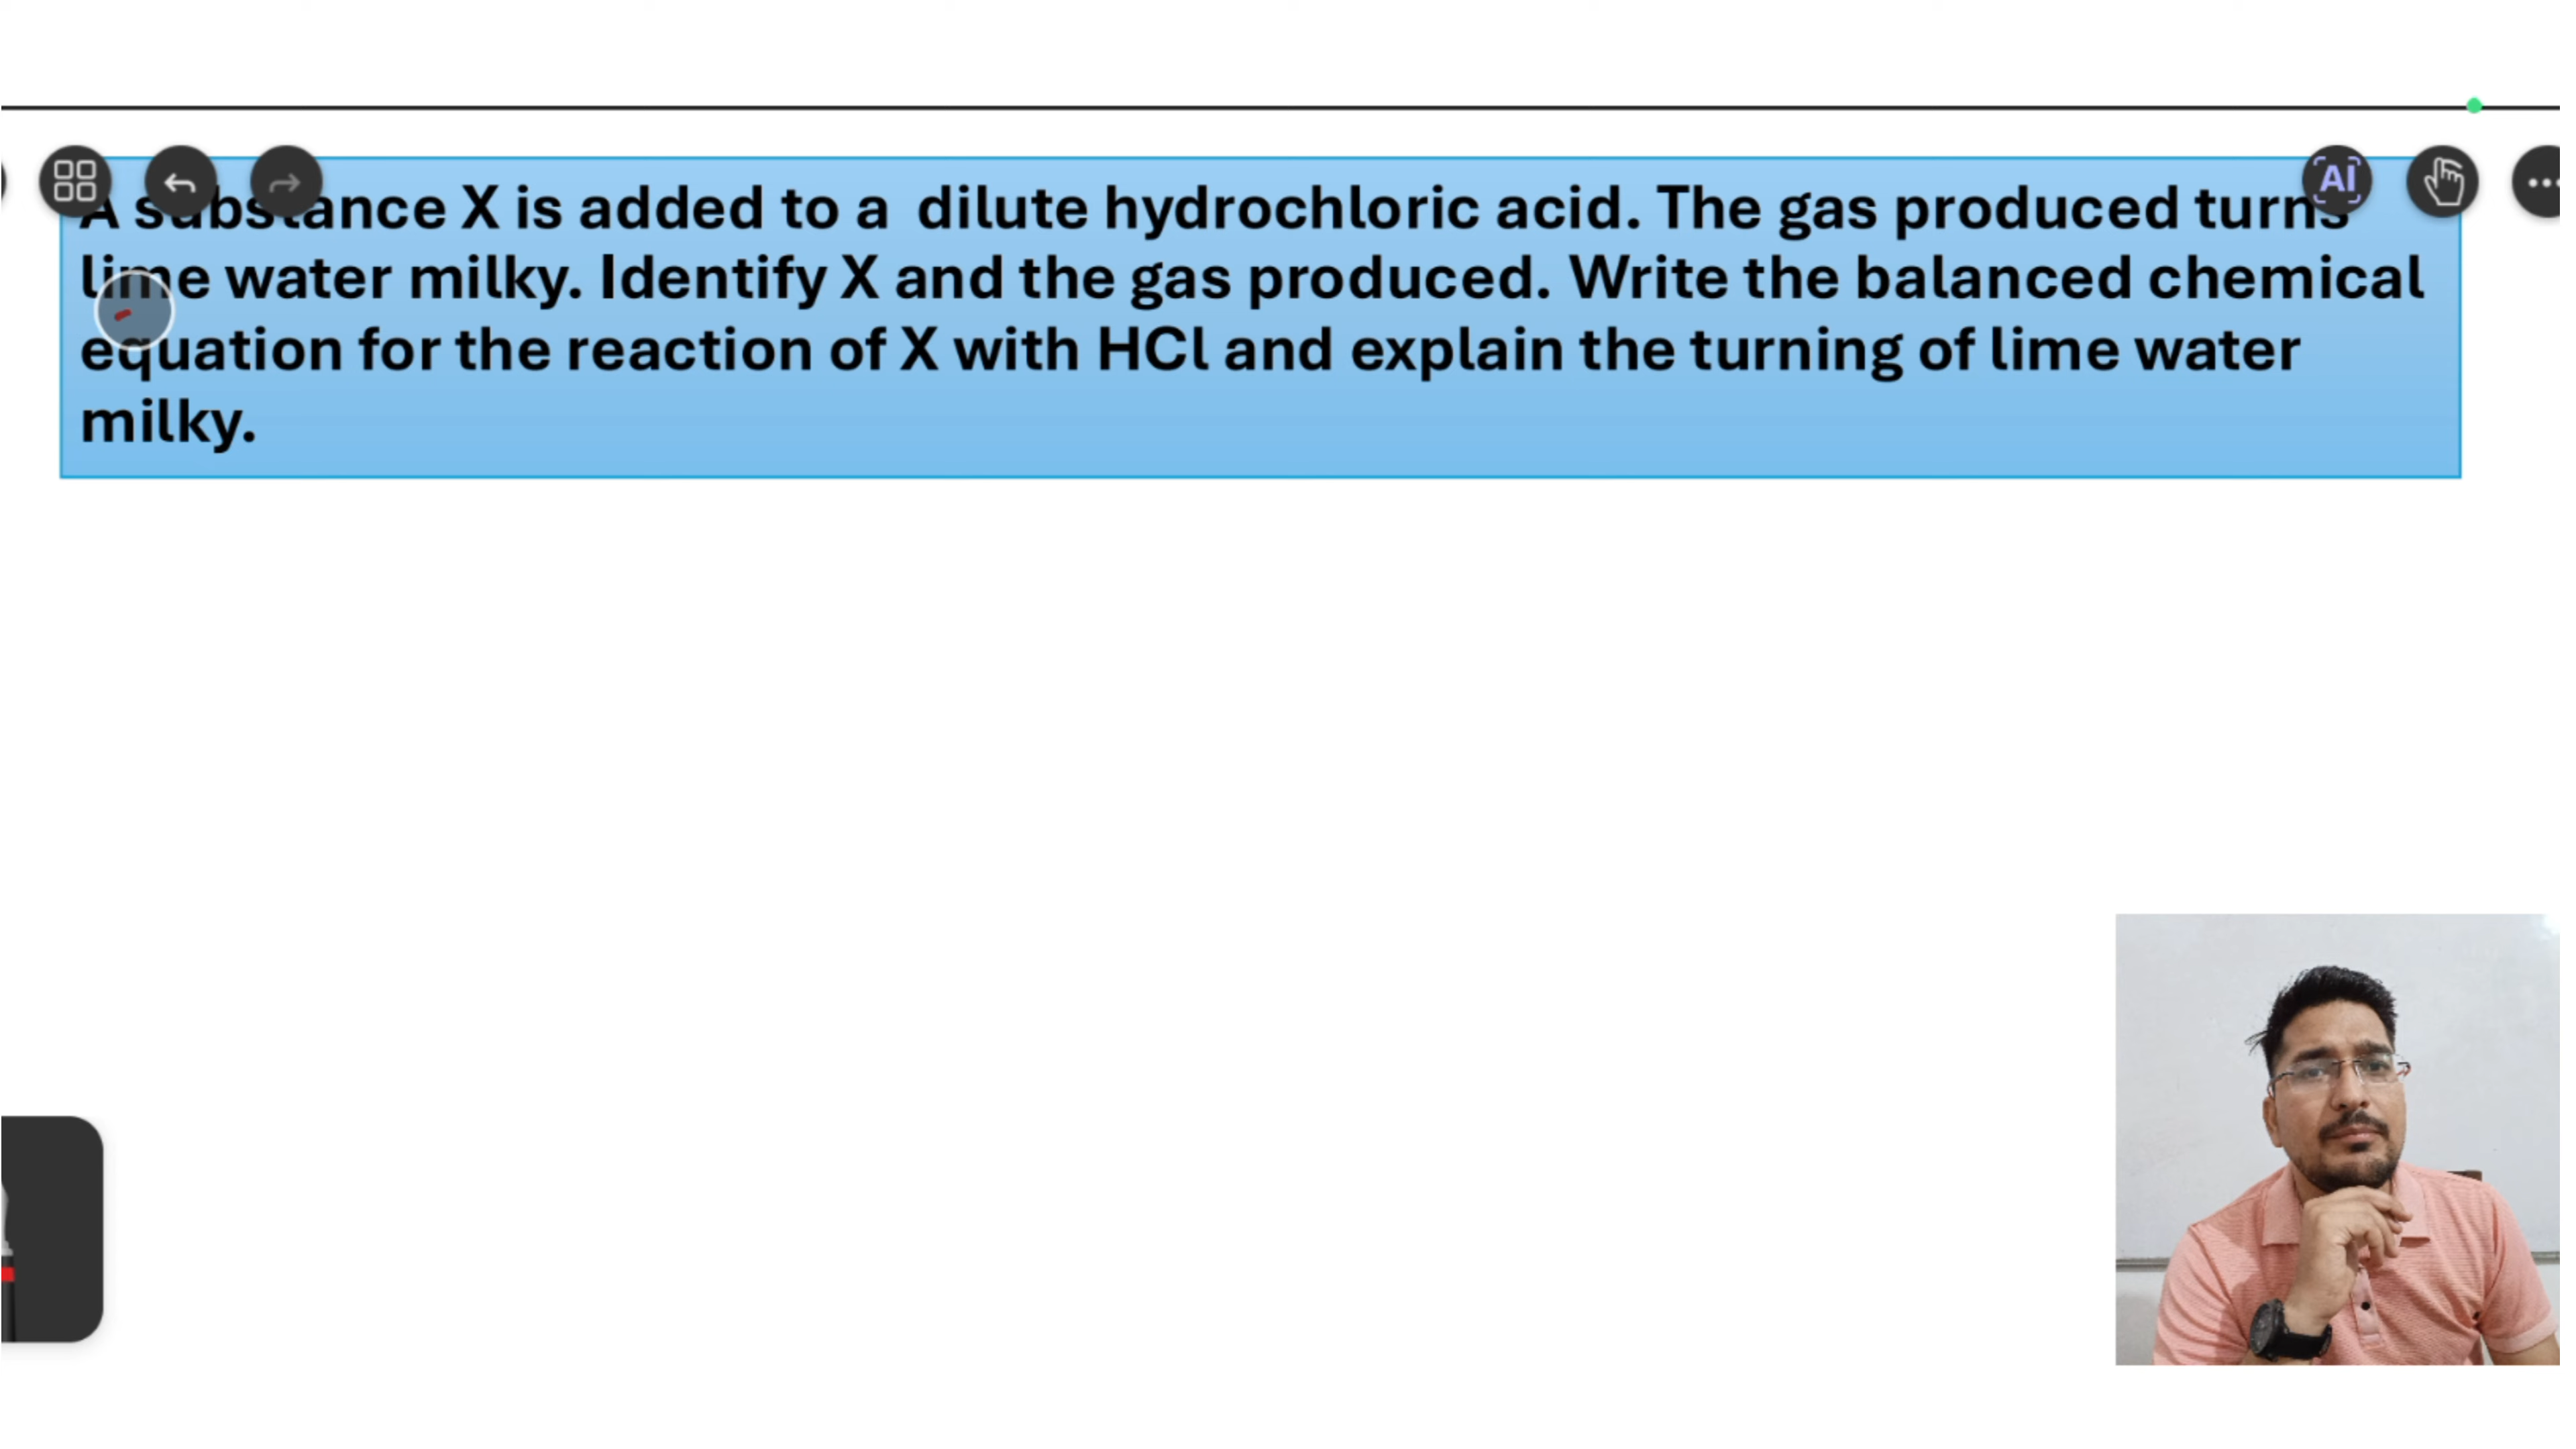 AI
A substance X is added to a dilute hydrochloric acid. The gas produced turns
lime water milky. Identify X and the gas produced. Write the balanced chemical
equation for the reaction of X with HCl and explain the turning of lime water
milky.